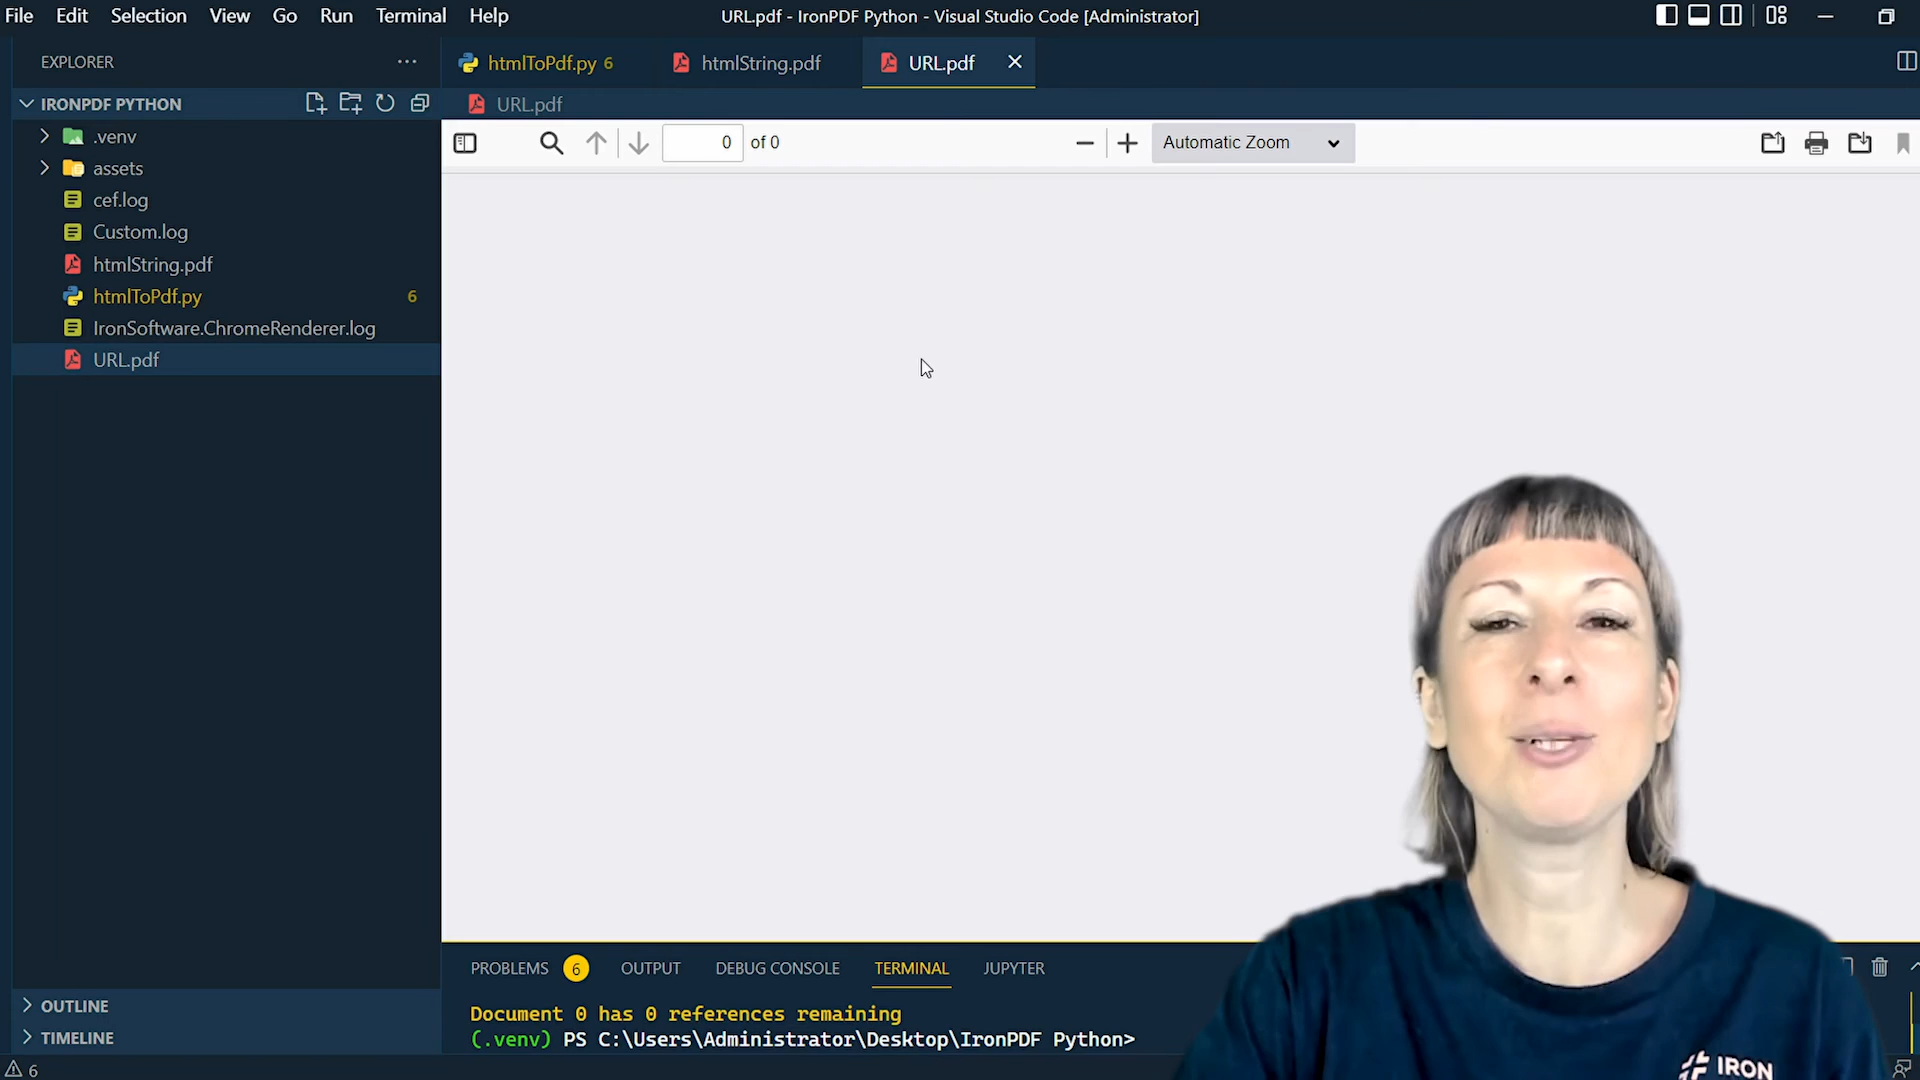 File Edit Selection View Go Run Terminal Help
URL.pdf - IronPDF Python - Visual Studio Code [Administrator]
EXPLORER
htmlToPdf.py 6
htmlString.pdf
URL.pdf
IRONPDF PYTHON
URL.pdf
.venv
0 of 0
Automatic Zoom
assets
cef.log
Custom.log
htmlString.pdf
htmlToPdf.py 6
IronSoftware.ChromeRenderer.log
URL.pdf
PROBLEMS 6 OUTPUT DEBUG CONSOLE TERMINAL JUPYTER
Document 0 has 0 references remaining
(.venv) PS C:\Users\Administrator\Desktop\IronPDF Python>
OUTLINE
TIMELINE
6
IRON